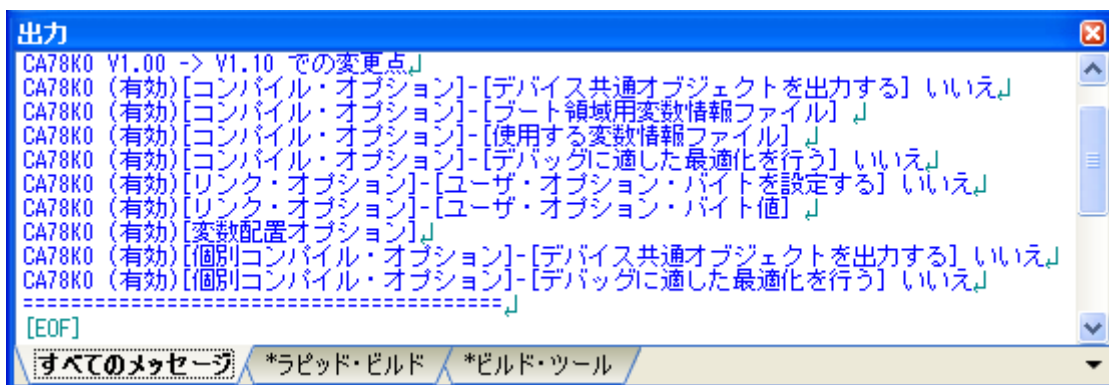 出力
CA78K0 V1.00 -> V1.10 での変更点↲
CA78K0 (有効)[コンパイル・オプション]-[デバイス共通オブジェクトを出力する] いいえ↲
CA78K0 (有効)[コンパイル・オプション]-[ブート領域用変数情報ファイル] ↲
CA78K0 (有効)[コンパイル・オプション]-[使用する変数情報ファイル] ↲
CA78K0 (有効)[コンパイル・オプション]-[デバッグに適した最適化を行う] いいえ↲
CA78K0 (有効)[リンク・オプション]-[ユーザ・オプション・バイトを設定する] いいえ↲
CA78K0 (有効)[リンク・オプション]-[ユーザ・オプション・バイト値] ↲
CA78K0 (有効)[変数配置オプション]↲
CA78K0 (有効)[個別コンパイル・オプション]-[デバイス共通オブジェクトを出力する] いいえ↲
CA78K0 (有効)[個別コンパイル・オプション]-[デバッグに適した最適化を行う] いいえ↲
========================================↲
[EOF]
すべてのメッセージ *ラピッド・ビルド *ビルド・ツール